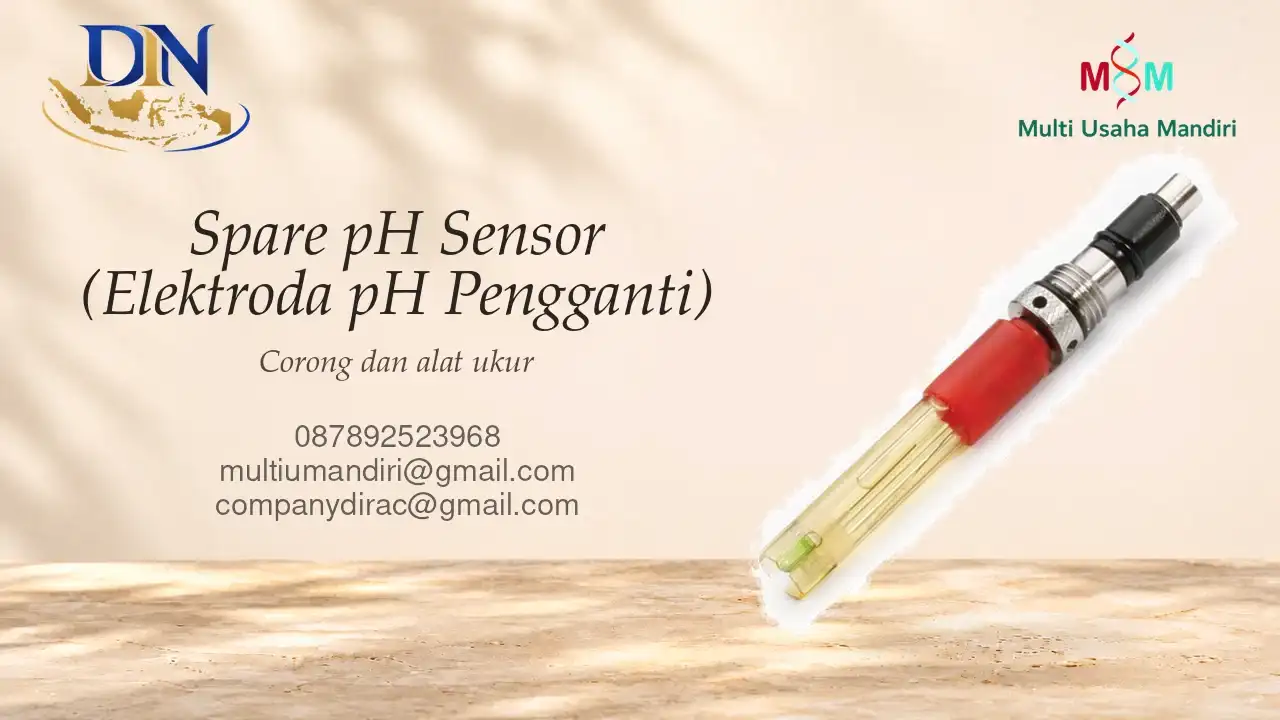 DN
M M
Multi Usaha Mandiri
Spare pH Sensor
(Elektroda pH Pengganti)
Corong dan alat ukur
087892523968
multiumandiri@gmail.com
companydirac@gmail.com